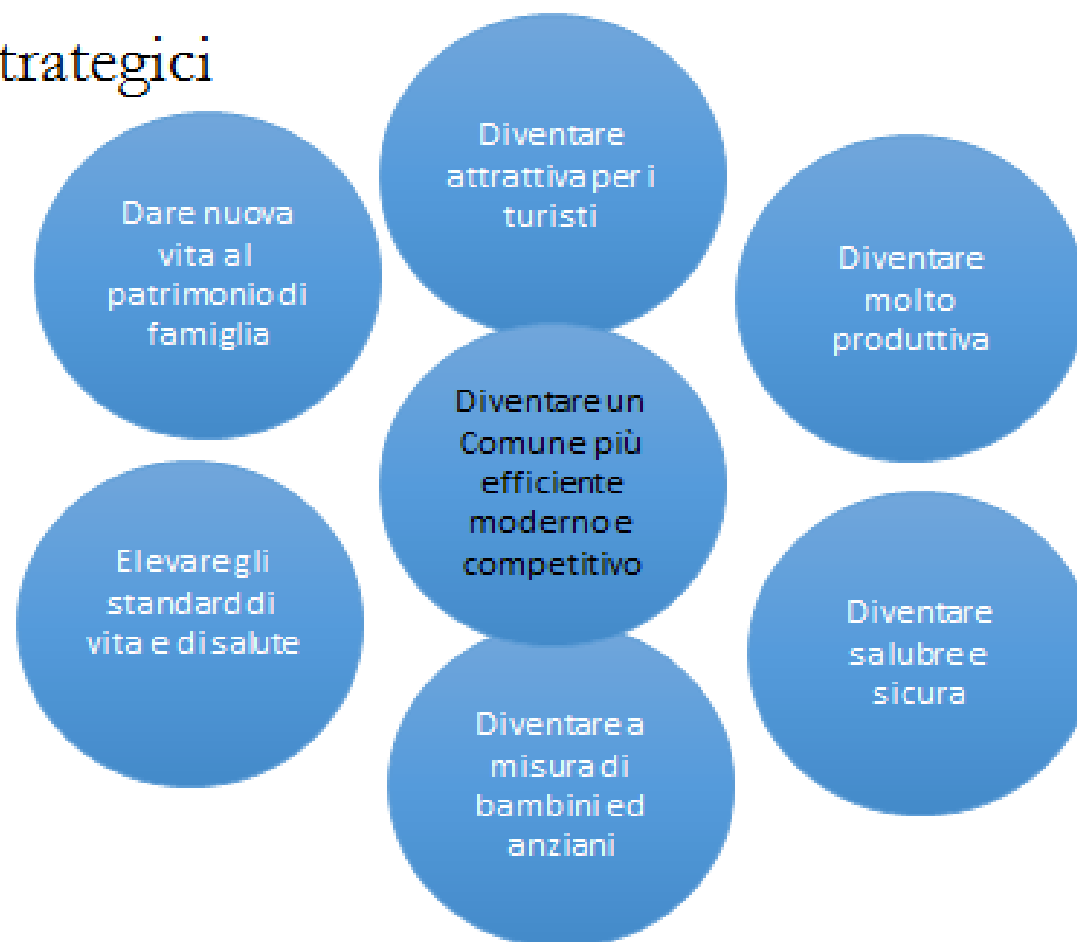 trategici
Diventare
attrattiva per i
turisti
Dare nuova
vita al
patrimonio di
famiglia
Diventare
molto
produttiva
Diventare un
Comune più
efficiente
moderno e
competitivo
Elevare gli
standard di
vita e di salute
Diventare
salubre e
sicura
Diventare a
misura di
bambini ed
anziani